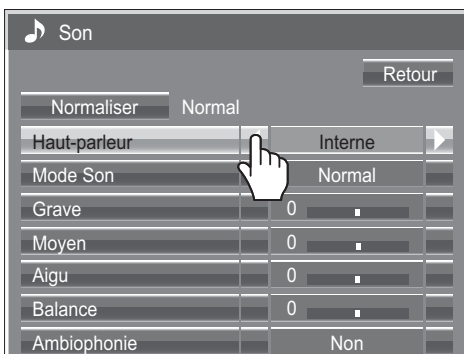 Son
Retour
Normaliser Normal
Haut-parleur Interne
Mode Son Normal
Grave 0
Moyen 0
Aigu 0
Balance 0
Ambiophonie Non